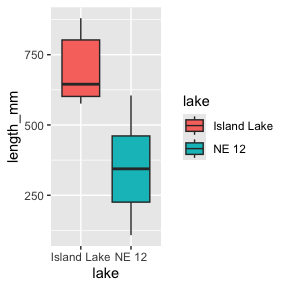 length_mm
750
500
250
Island Lake NE 12
lake
lake
Island Lake
NE 12